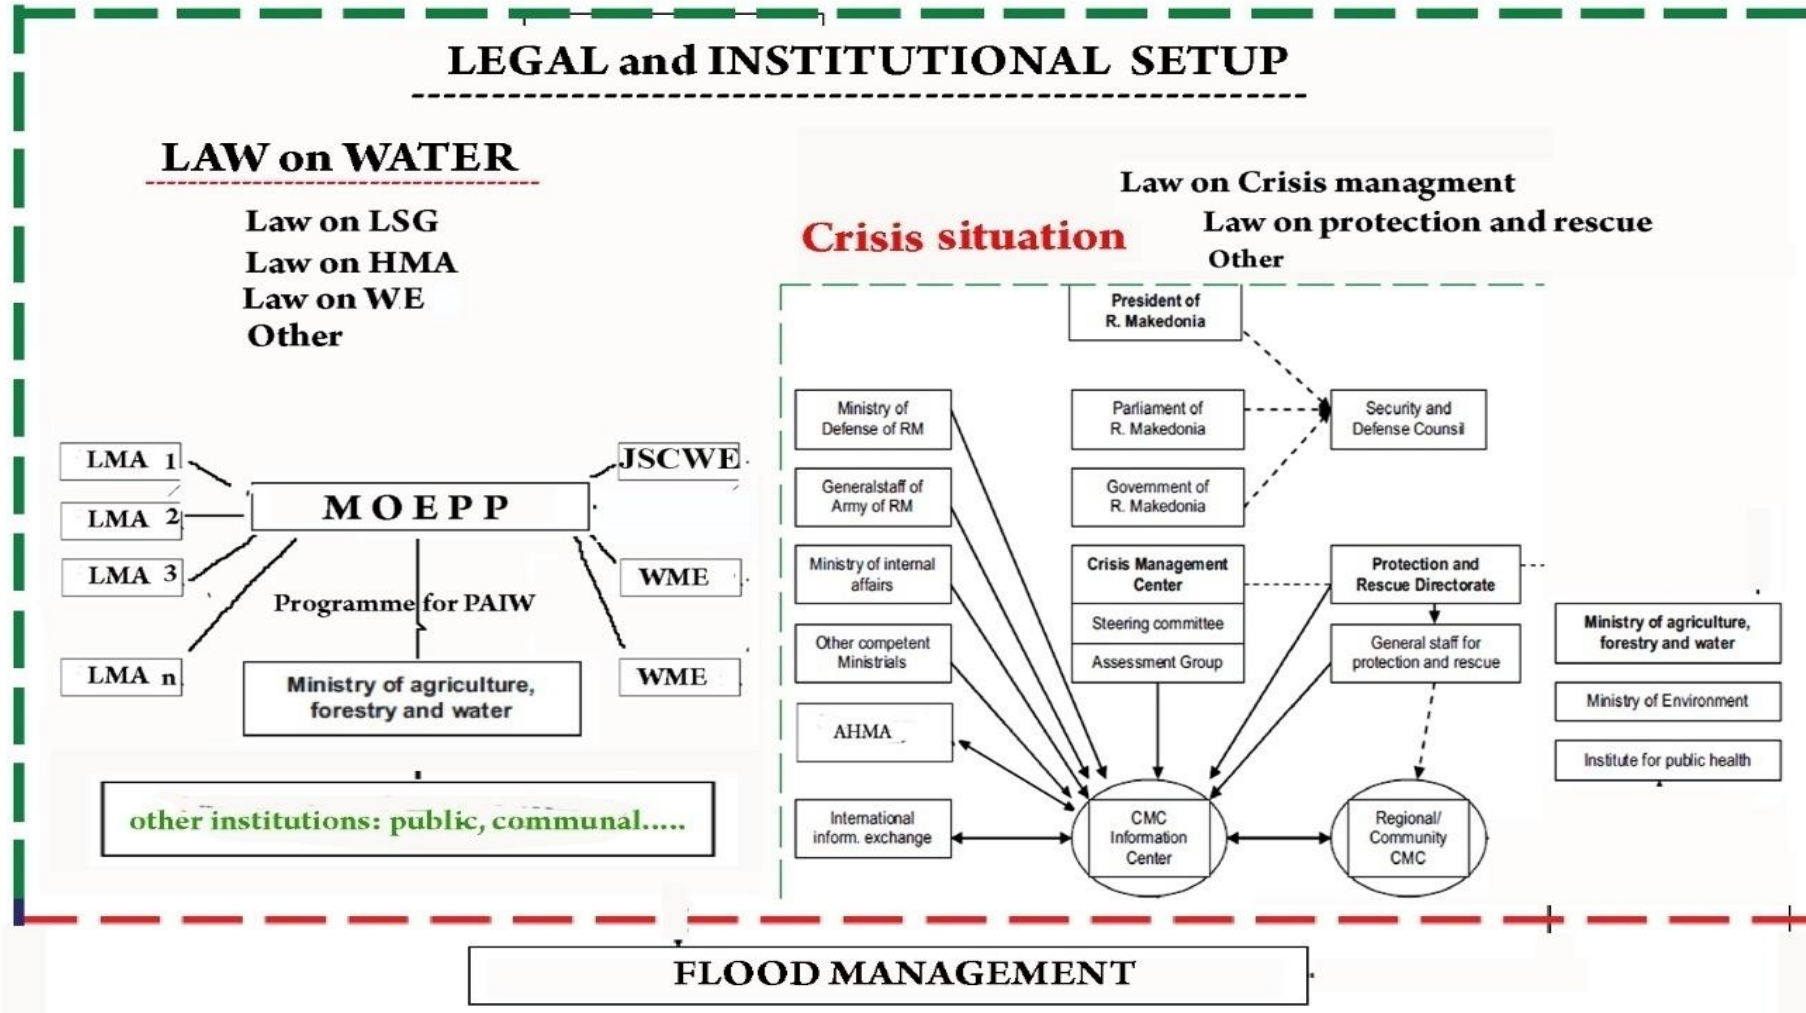 LEGAL and INSTITUTIONAL SETUP
LAW on WATER
Law on LSG
Law on HMA
Law on WE
Other
LMA 1
LMA 2
LMA 3
LMA n
MOEPP
JSCWE
WME
WME
Programme for PAIW
Ministry of agriculture,
forestry and water
other institutions: public, communal.....
Crisis situation
Law on Crisis managment
Law on protection and rescue
Other
President of
R. Makedonia
Ministry of
Defense of RM
Parliament of
R. Makedonia
Security and
Defense Counsil
Generalstaff of
Army of RM
Government of
R. Makedonia
Ministry of internal
affairs
Crisis Management
Center
Steering committee
Assessment Group
Protection and
Rescue Directorate
Other competent
Ministrials
General staff for
protection and rescue
AHMA
International
inform. exchange
CMC
Information
Center
Regional/
Community
CMC
Ministry of agriculture,
forestry and water
Ministry of Environment
Institute for public health
FLOOD MANAGEMENT